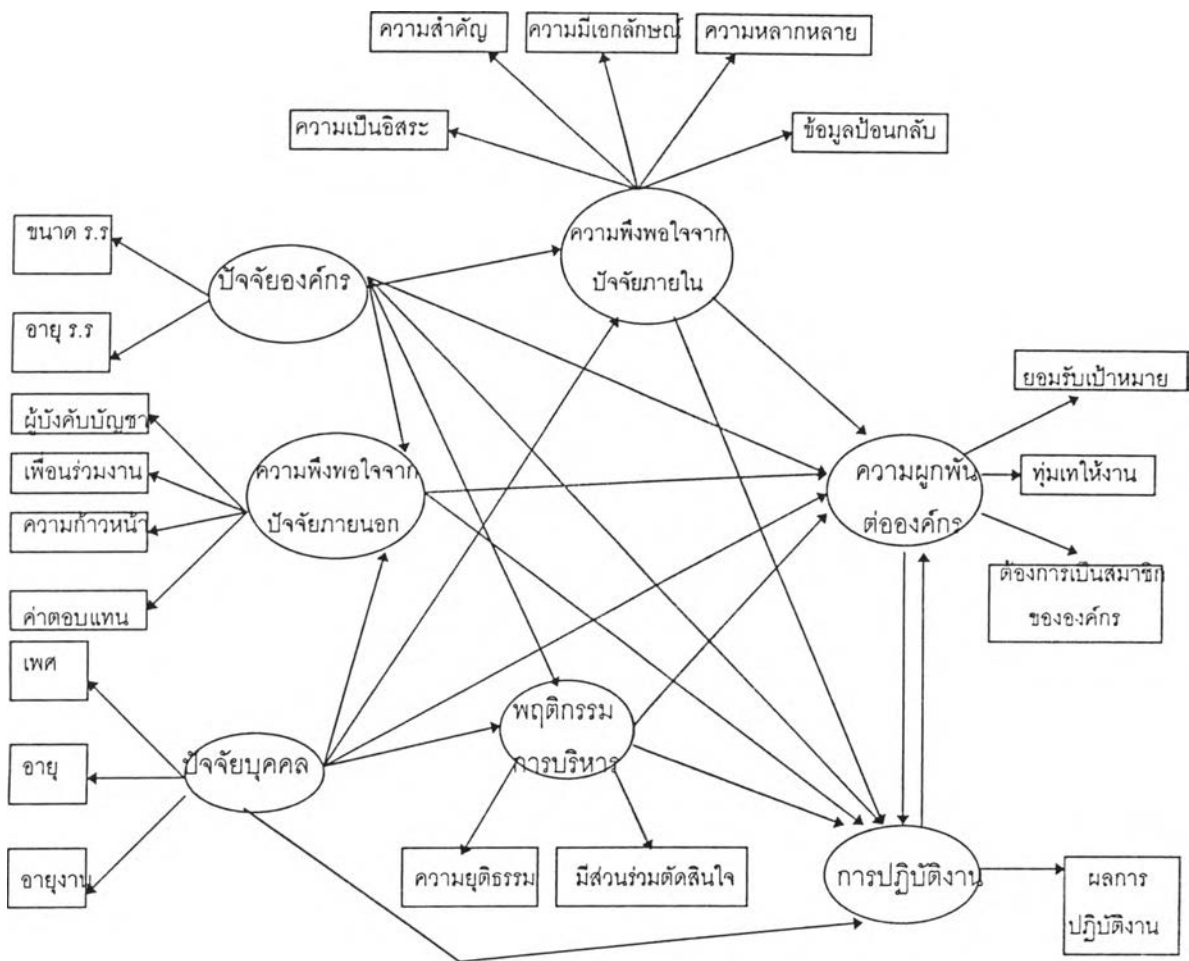 ความสำคัญ
ความมีเอกลักษณ์
ความหลากหลาย
ความเป็นอิสระ
ข้อมูลป้อนกลับ
ขนาด ร.ร
อายุ ร.ร
ปัจจัยองค์กร
ความพึงพอใจจาก
ปัจจัยภายใน
ผู้บังคับบัญชา
เพื่อนร่วมงาน
ความก้าวหน้า
ค่าตอบแทน
ความพึงพอใจจาก
ปัจจัยภายนอก
ความผูกพัน
ต่อองค์กร
ยอมรับเป้าหมาย
ทุ่มเทให้งาน
ต้องการเป็นสมาชิก
ขององค์กร
เพศ
อายุ
อายุงาน
ปัจจัยบุคคล
พฤติกรรม
การบริหาร
ความยุติธรรม
มีส่วนร่วมตัดสินใจ
การปฏิบัติงาน
ผลการ
ปฏิบัติงาน